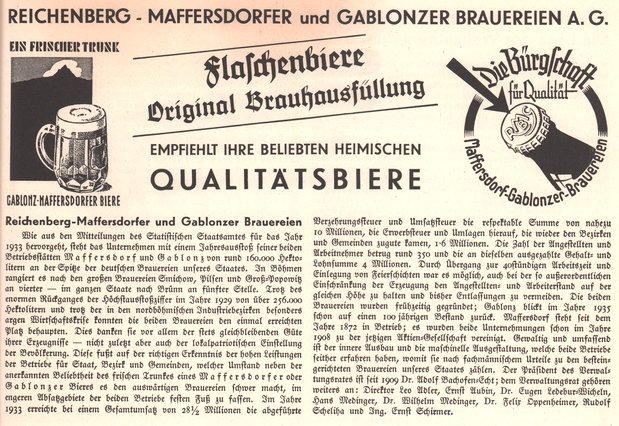 REICHENBERG - MAFFERSDORFER und GABLONZER BRAUEREIEN A. G.
EIN FRISCHER TRUNK
GABLONZ-MAFFERSDORFER BIERE
Flaschenbiere
Original Brauhausfüllung
EMPFIEHLT IHRE BELIEBTEN HEIMISCHEN
QUALITÄTSBIERE
Die Bürgschaft
für Qualität
Maffersdorf-Gablonzer-Brauereien
Reichenberg-Maffersdorfer und Gablonzer Brauereien
Wie aus den Mitteilungen des Statistischen Staatsamtes für das Jahr
1933 hervorgeht, steht das Unternehmen mit einem Jahresausstoß seiner beiden
Betriebstätten Maffersdorf und Gablonz von rund 160.000 Hekto-
litern an der Spitze der deutschen Brauereien unseres Staates. In Böhmen
rangiert es nach den großen Brauereien Smichow, Pilsen und Groß-Popowitz
an vierter — im ganzen Staate nach Brünn an fünfter Stelle. Trotz des
enormen Rückganges der Höchstausstoßziffer im Jahre 1929 von über 256.000
Hektolitern und trotz der in den nordböhmischen Industriebezirken besonders
argen Wirtschaftskrise konnten die beiden Brauereien den einmal erreichten
Platz behaupten. Dies danken sie vor allem der stets gleichbleibenden Güte
ihrer Erzeugnisse — nicht zuletzt aber auch der lokalpatriotischen Einstellung
der Bevölkerung. Diese fußt auf der richtigen Erkenntnis der hohen Leistungen
der Betriebe für Staat, Bezirk und Gemeinden, welcher Umstand neben der
anerkannten Beliebtheit des frischen Trunkes eines Maffersdorfer oder
Gablonzer Bieres es den auswärtigen Brauereien schwer macht, im
engeren Absatzgebiete der beiden Betriebe festen Fuß zu fassen. Im Jahre
1933 erreichte bei einem Gesamtumsatz von 28½ Millionen die abgeführte
Verzehrungssteuer und Umsatzsteuer die respektable Summe von nahezu
10 Millionen, die Erwerbsteuer und Umlagen hierauf, die wieder den Bezirken
und Gemeinden zugute kamen, 1·6 Millionen. Die Zahl der Angestellten und
Arbeitnehmer betrug rund 250 und die an dieselben ausgezahlte Gehalt- und
Lohnsumme 4 Millionen. Durch Übergang zur 40stündigen Arbeitszeit und
Einlegung von Feierschichten war es möglich, auch bei der so außerordentlichen
Einschränkung der Erzeugung den Angestellten- und Arbeiterstand auf der
gleichen Höhe zu halten und bisher Entlassungen zu vermeiden. Die beiden
Brauereien wurden frühzeitig gegründet; Gablonz blickt im Jahre 1935
schon auf einen 100jährigen Bestand zurück. Maffersdorf steht seit dem
Jahre 1872 in Betrieb; es wurden beide Unternehmungen schon im Jahre
1908 zu der jetzigen Aktien-Gesellschaft vereinigt. Gewaltig und umfassend
ist der innere Ausbau und die maschinelle Ausgestaltung, welche beide Betriebe
seither erfahren haben, womit sie nach fachmännischem Urteile zu den besten
gerichteten Brauereien unseres Staates zählen. Der Präsident des Verwal-
tungsrates ist seit 1909 Dr. Adolf Bachofen-Echt; dem Verwaltungsrat gehören
weiters an: Direktor Leo Adler, Ernst Aubin, Dr. Eugen Ledebur-Wicheln,
Hans Medinger, Dr. Wilhelm Medinger, Dr. Felix Oppenheimer, Rudolf
Scheliha und Ing. Ernst Schirmer.